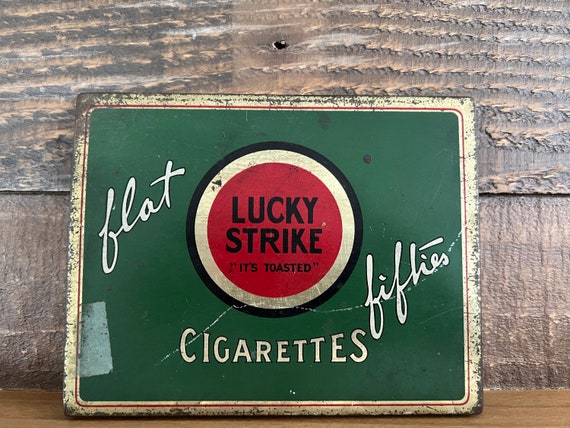 flat
LUCKY
STRIKE
"IT'S TOASTED"
fifties
CIGARETTES